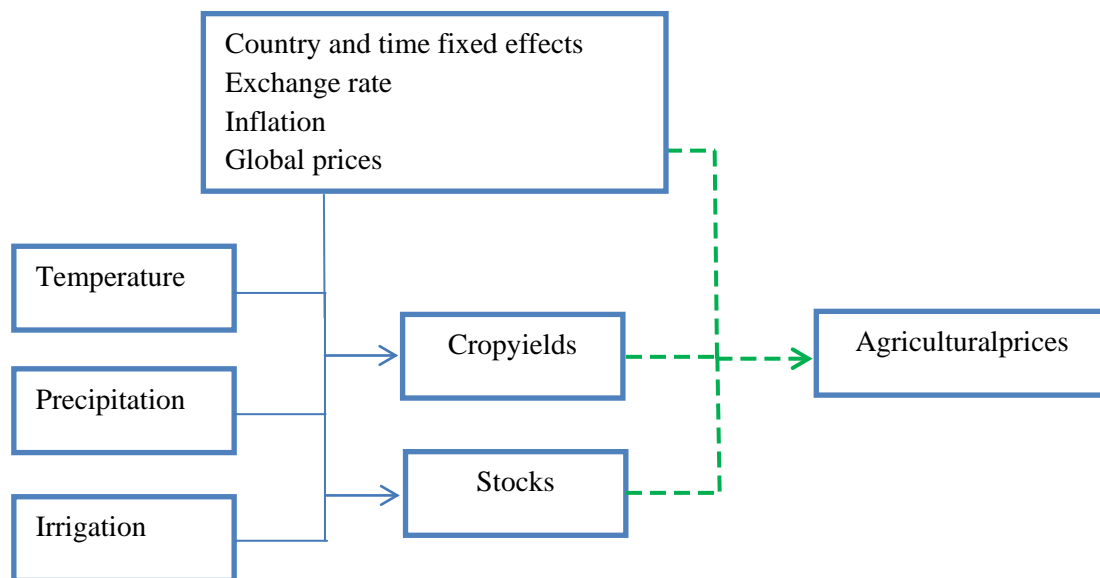 Country and time fixed effects
Exchange rate
Inflation
Global prices
Temperature
Cropyields
Agriculturalprices
Precipitation
Stocks
Irrigation